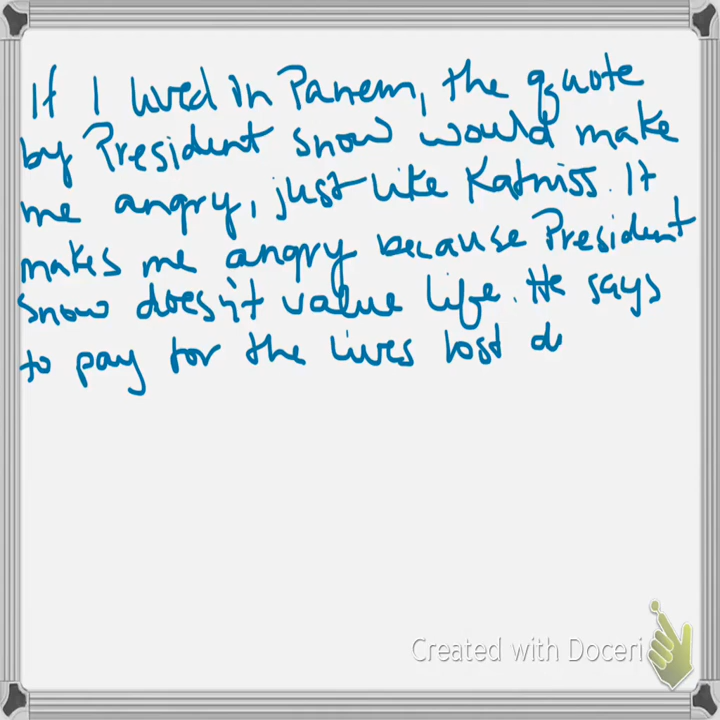 If I lived in Panem, the quote
by President Snow would make
me angry, just like Katniss. It
makes me angry because President
Snow doesn't value life. He says
to pay for the lives lost d
Created with Doceri